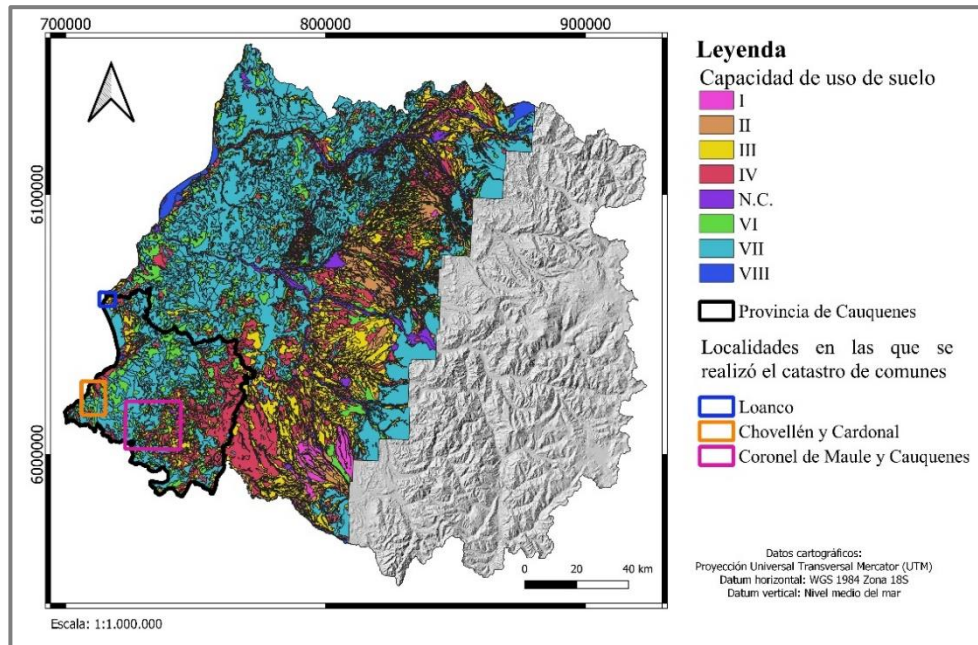 700000
800000
900000
6100000
6000000
0
20
40 km
Escala: 1:1.000.000
Leyenda
Capacidad de uso de suelo
I
II
III
IV
N.C.
VI
VII
VIII
Provincia de Cauquenes
Localidades en las que se
realizó el catastro de comunes
Loanco
Chovellén y Cardonal
Coronel de Maule y Cauquenes
Datos cartográficos:
Proyección Universal Transversal Mercator (UTM)
Datum horizontal: WGS 1984 Zona 18S
Datum vertical: Nivel medio del mar